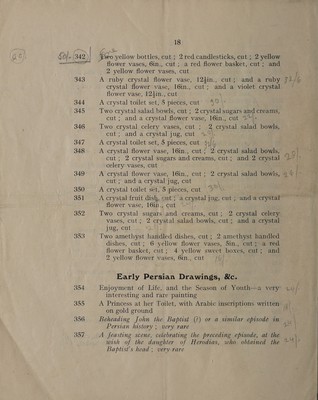 18
342 Two yellow bottles, cut ; 2 red candlesticks, cut ; 2 yellow
flower vases, 6in., cut ; a red flower basket, cut ; and
2 yellow flower vases, cut
343 A ruby crystal flower vase, 12½in., cut ; and a ruby
crystal flower vase, 16in., cut ; and a violet crystal
flower vase, 12½in., cut
344 A crystal toilet set, 5 pieces, cut
345 Two crystal salad bowls, cut ; 2 crystal sugars and creams,
cut ; and a crystal flower vase, 16in., cut
346 Two crystal celery vases, cut ; 2 crystal salad bowls,
cut ; and a crystal jug, cut
347 A crystal toilet set, 5 pieces, cut
348 A crystal flower vase, 16in., cut ; 2 crystal salad bowls,
cut ; 2 crystal sugars and creams, cut ; and 2 crystal
celery vases, cut
349 A crystal flower vase, 16in., cut ; 2 crystal salad bowls,
cut ; and a crystal jug, cut
350 A crystal toilet set, 5 pieces, cut
351 A crystal fruit dish, cut ; a crystal jug, cut ; and a crystal
flower vase, 16in., cut
352 Two crystal sugars and creams, cut ; 2 crystal celery
vases, cut ; 2 crystal salad bowls, cut ; and a crystal
jug, cut
353 Two amethyst handled dishes, cut ; 2 amethyst handled
dishes, cut ; 6 yellow flower vases, 8in., cut ; a red
flower basket, cut ; 4 yellow sweet boxes, cut ; and
2 yellow flower vases, 6in., cut
Early Persian Drawings, &c.
354 Enjoyment of Life, and the Season of Youth—a very
interesting and rare painting
355 A Princess at her Toilet, with Arabic inscriptions written
on gold ground
356 Beheading John the Baptist (?) or a similar episode in
Persian history ; very rare
357 A feasting scene, celebrating the preceding episode, at the
wish of the daughter of Herodias, who obtained the
Baptist's head ; very rare